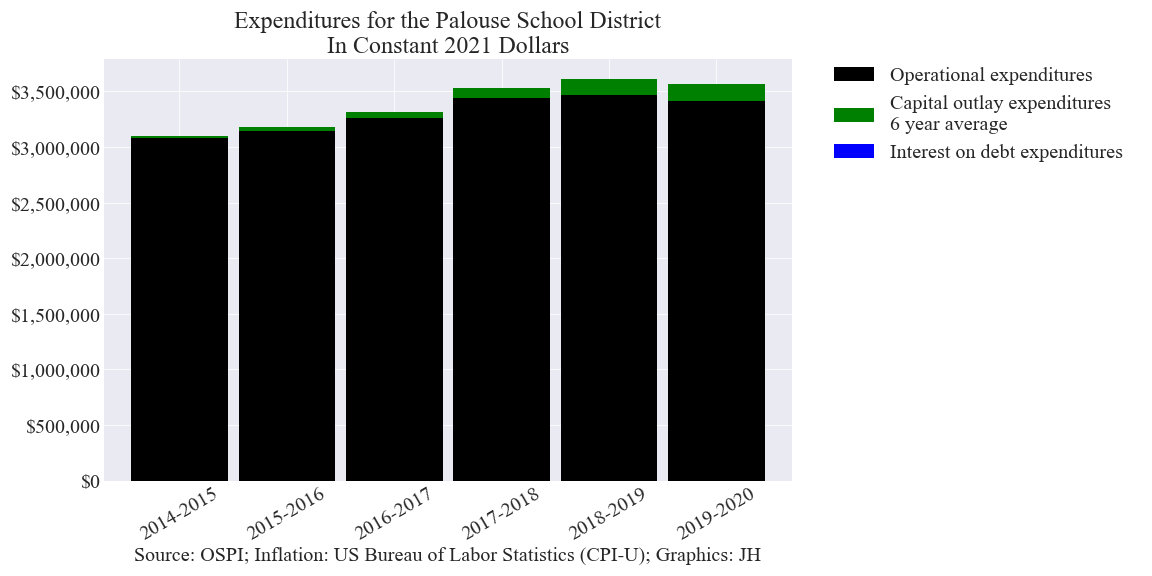 Expenditures for the Palouse School District
In Constant 2021 Dollars
$3,500,000
$3,000,000
$2,500,000
$2,000,000
$1,500,000
$1,000,000
$500,000
$0
2014-2015
2015-2016
2016-2017
2017-2018
2018-2019
2019-2020
Source: OSPI; Inflation: US Bureau of Labor Statistics (CPI-U); Graphics: JH
Operational expenditures
Capital outlay expenditures
6 year average
Interest on debt expenditures